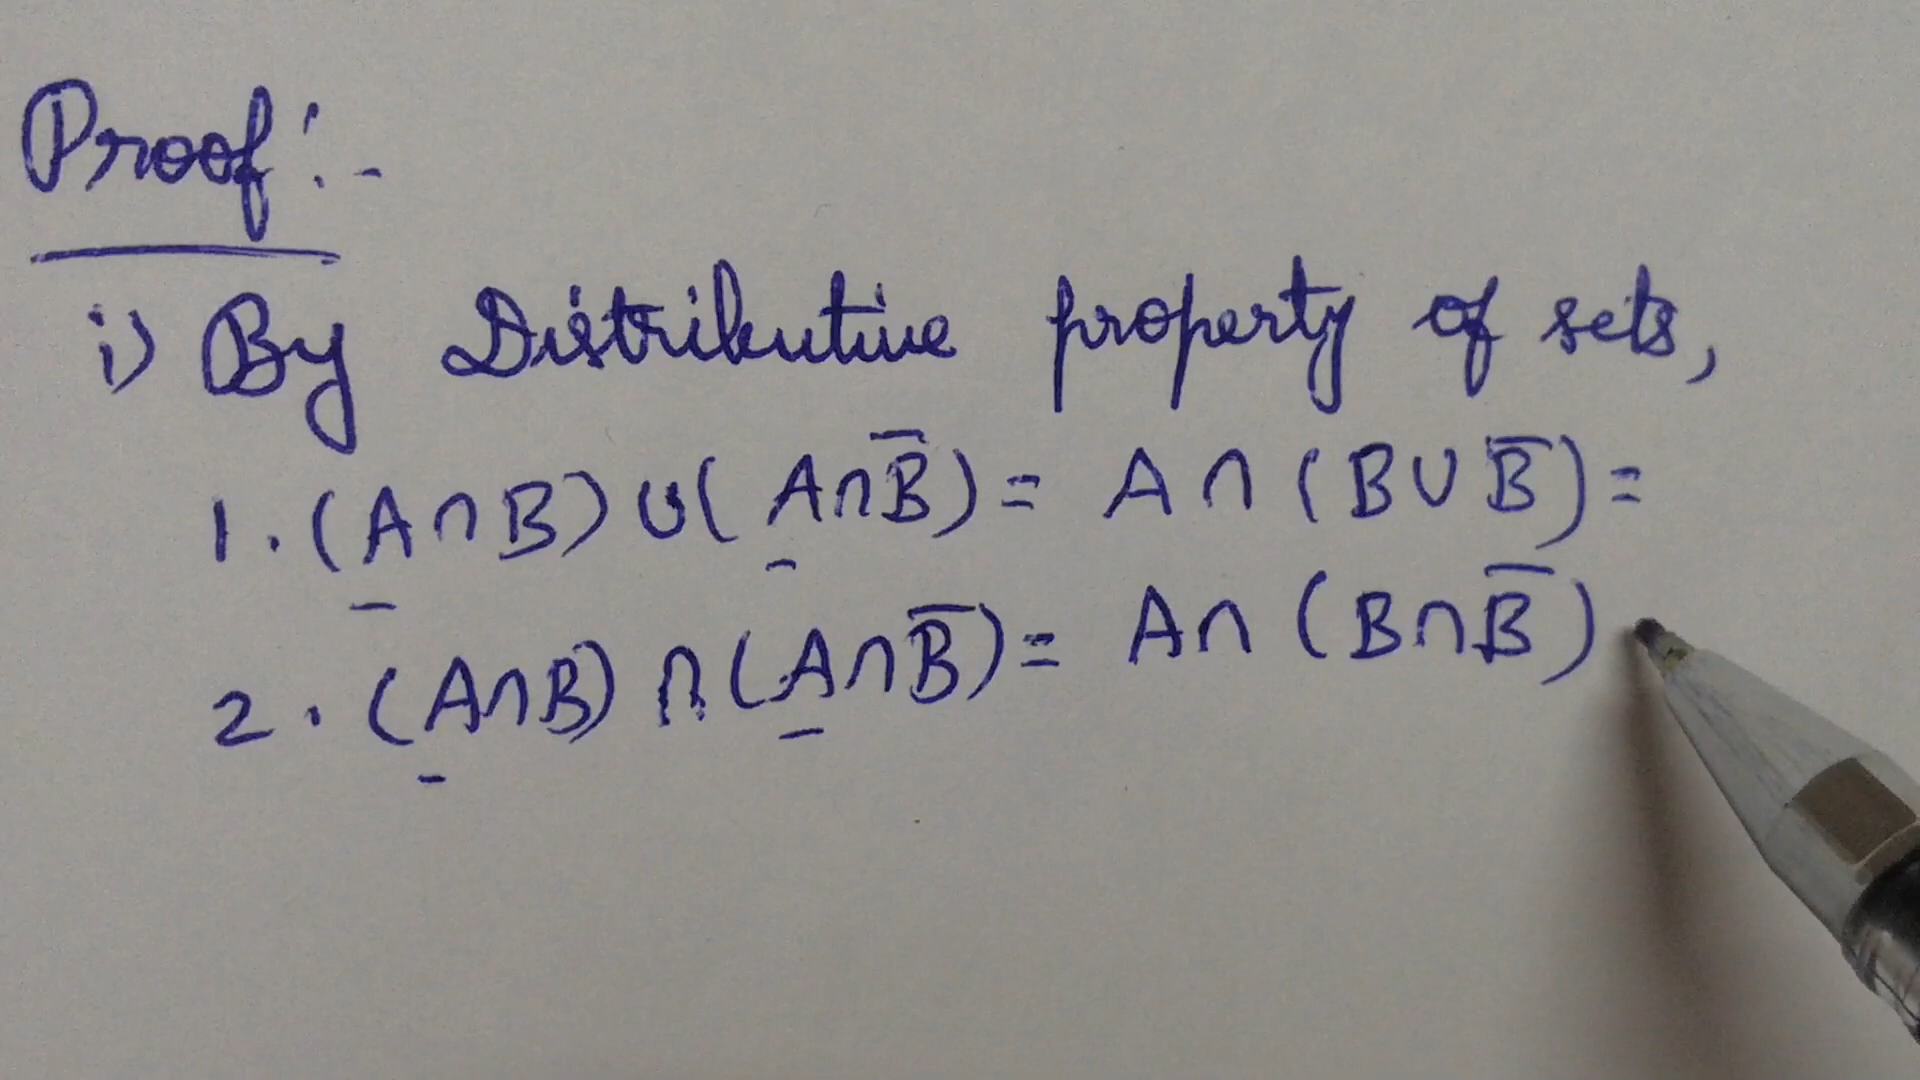 Proof :-
i) By Distributive property of sets,
1. (A∩B) ∪ (A∩B̅) = A ∩ (B∪B̅) =
2. (A∩B) ∩ (A∩B̅) = A∩ (B∩B̅)